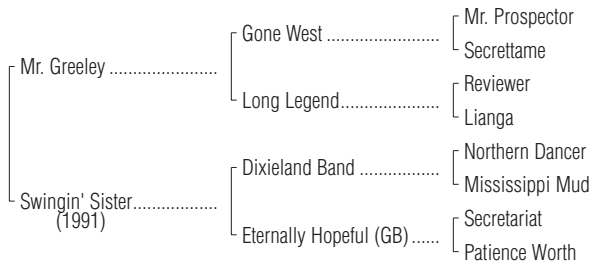 Mr. Prospector
Gone West ....................
Secrettame
Mr. Greeley ....................
Reviewer
Long Legend....................
Lianga
Northern Dancer
Dixieland Band ................
Mississippi Mud
Swingin' Sister................
(1991)
Secretariat
Eternally Hopeful (GB)......
Patience Worth